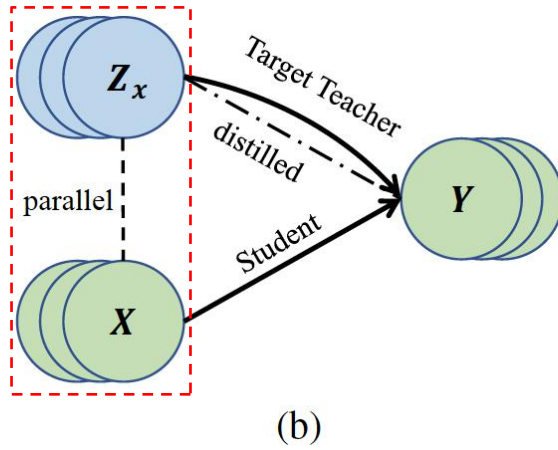 Z_x
Target Teacher
distilled
parallel
Y
Student
X
(b)